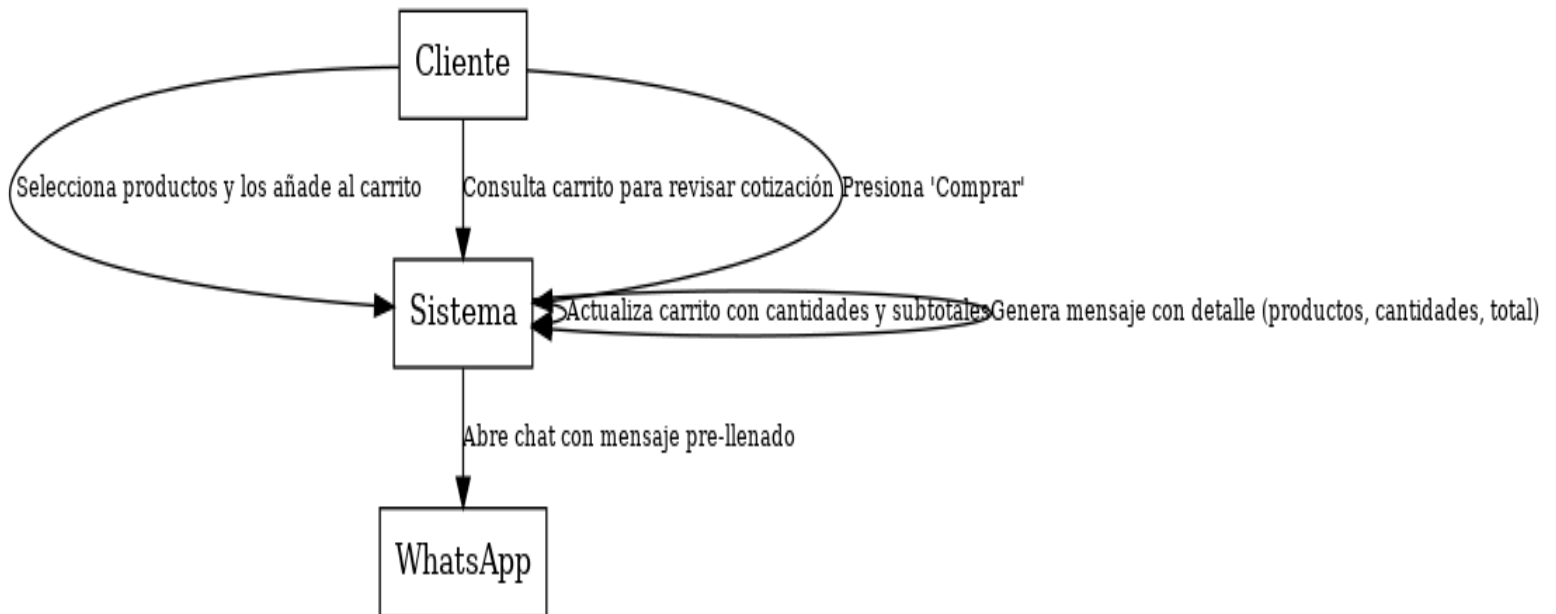 Cliente
Selecciona productos y los añade al carrito
Consulta carrito para revisar cotización
Presiona 'Comprar'
Sistema
Actualiza carrito con cantidades y subtotales
Genera mensaje con detalle (productos, cantidades, total)
Abre chat con mensaje pre-llenado
WhatsApp